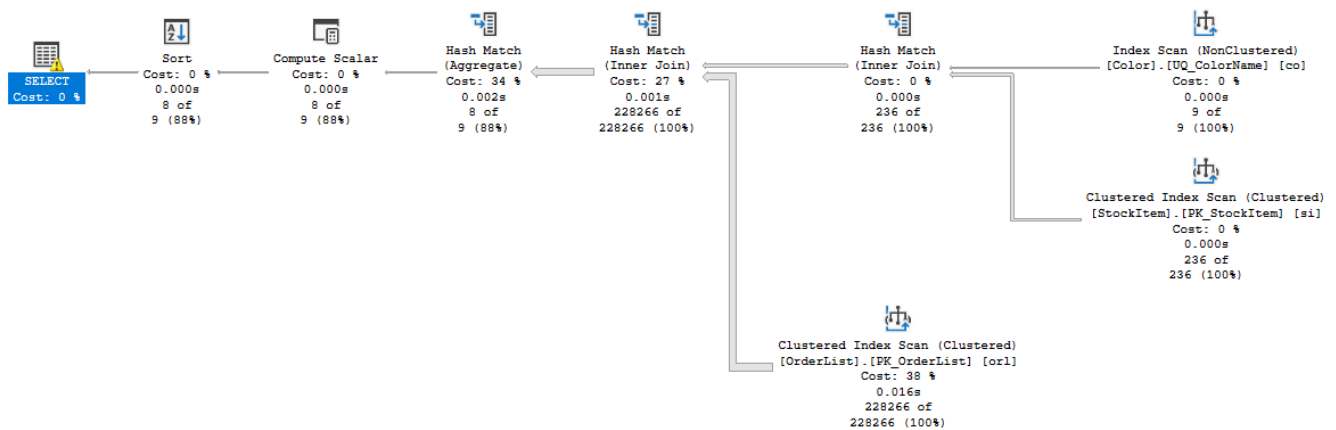 SELECT
Cost: 0 %
Sort
Cost: 0 %
0.000s
8 of
9 (88%)
Compute Scalar
Cost: 0 %
0.000s
8 of
9 (88%)
Hash Match
(Aggregate)
Cost: 34 %
0.002s
8 of
9 (88%)
Hash Match
(Inner Join)
Cost: 27 %
0.001s
228266 of
228266 (100%)
Hash Match
(Inner Join)
Cost: 0 %
0.000s
236 of
236 (100%)
Index Scan (NonClustered)
[Color].[UQ_ColorName] [co]
Cost: 0 %
0.000s
9 of
9 (100%)
Clustered Index Scan (Clustered)
[StockItem].[PK_StockItem] [si]
Cost: 0 %
0.000s
236 of
236 (100%)
Clustered Index Scan (Clustered)
[OrderList].[PK_OrderList] [orl]
Cost: 38 %
0.016s
228266 of
228266 (100%)